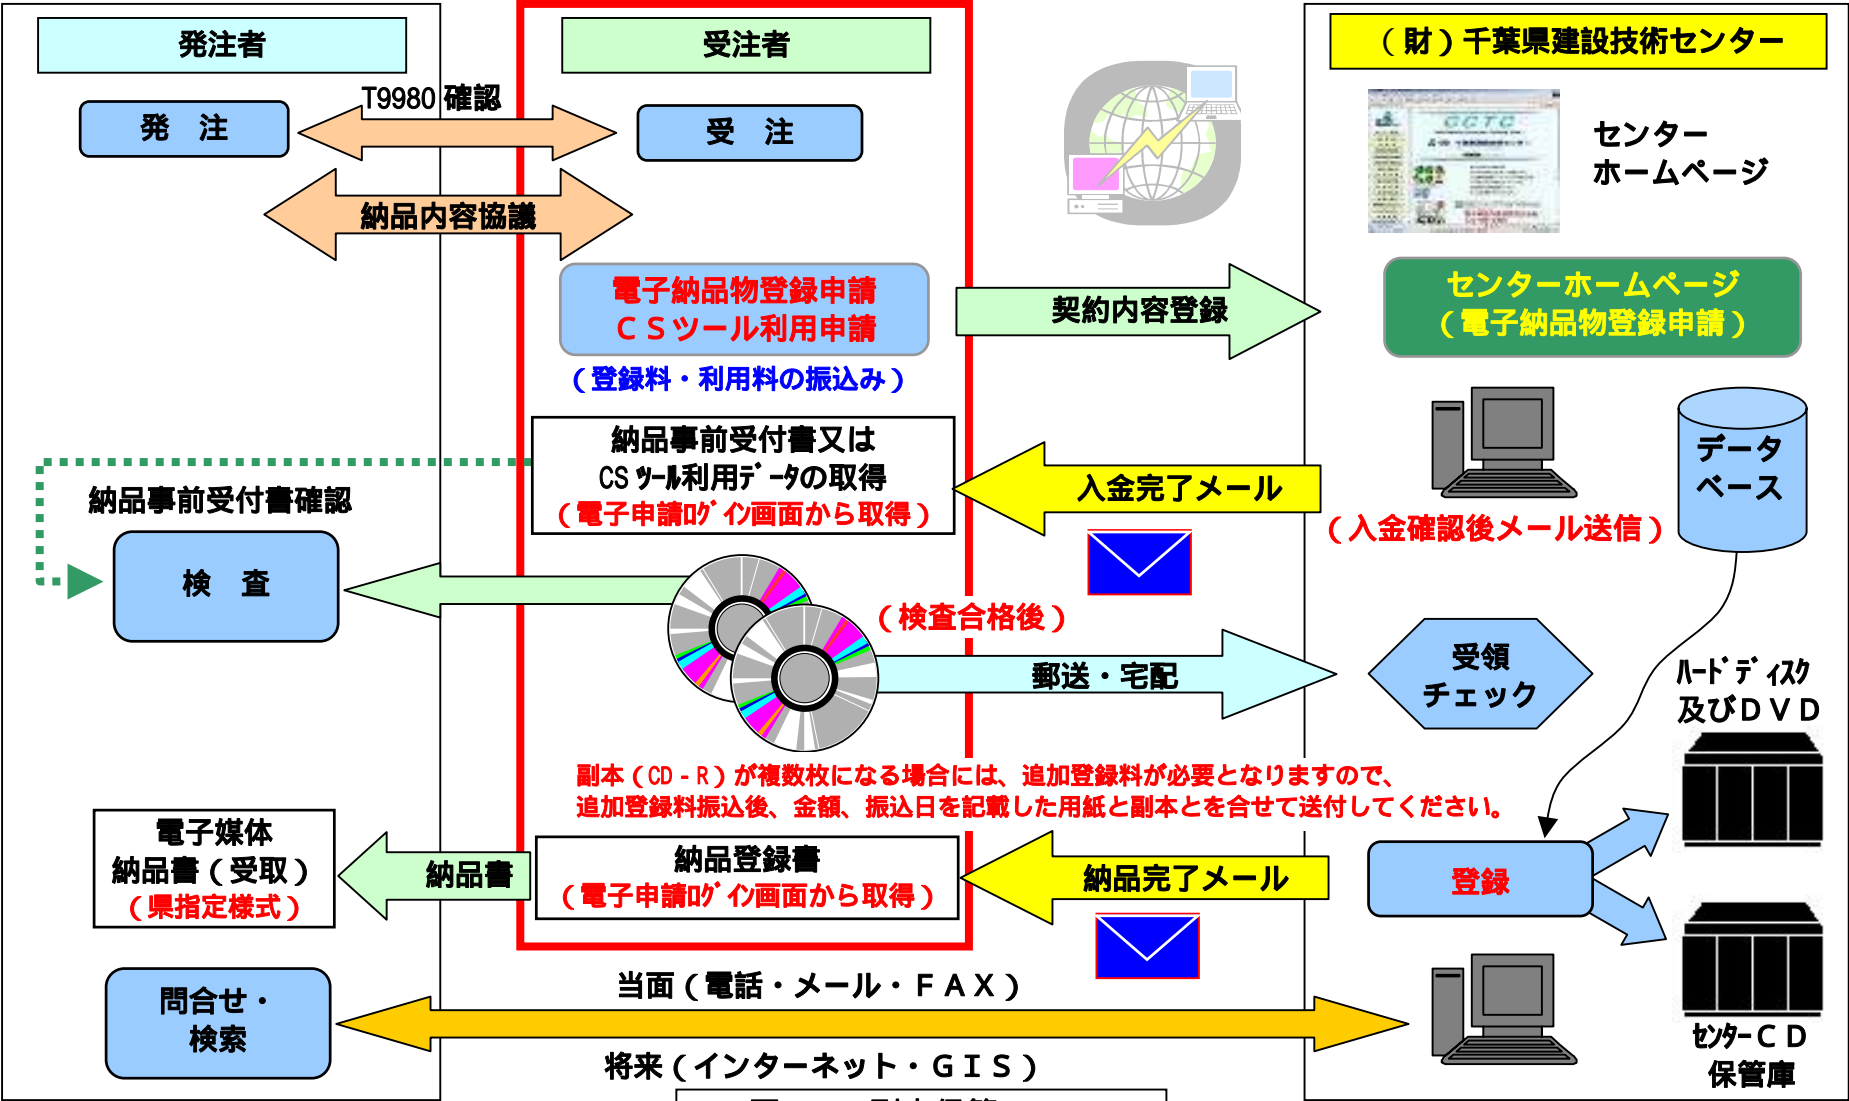 発注者
受注者
（財）千葉県建設技術センター
T9980 確認
発　注
受　注
センター
ホームページ
CCTC
納品内容協議
電子納品物登録申請
ＣＳツール利用申請
（登録料・利用料の振込み）
契約内容登録
センターホームページ
（電子納品物登録申請）
納品事前受付書又は
CSﾂｰﾙ利用ﾃﾞｰﾀの取得
（電子申請ﾛｸﾞｲﾝ画面から取得）
入金完了メール
（入金確認後メール送信）
データ
ベース
納品事前受付書確認
検　査
（検査合格後）
郵送・宅配
受領
チェック
ﾊｰﾄﾞﾃﾞｨｽｸ
及びＤＶＤ
副本（CD‐R）が複数枚になる場合には、追加登録料が必要となりますので、
追加登録料振込後、金額、振込日を記載した用紙と副本とを合せて送付してください。
電子媒体
納品書（受取）
（県指定様式）
納品書
納品登録書
（電子申請ﾛｸﾞｲﾝ画面から取得）
納品完了メール
登録
問合せ・
検索
当面（電話・メール・ＦＡＸ）
将来（インターネット・ＧＩＳ）
ｾﾝﾀｰＣＤ
保管庫